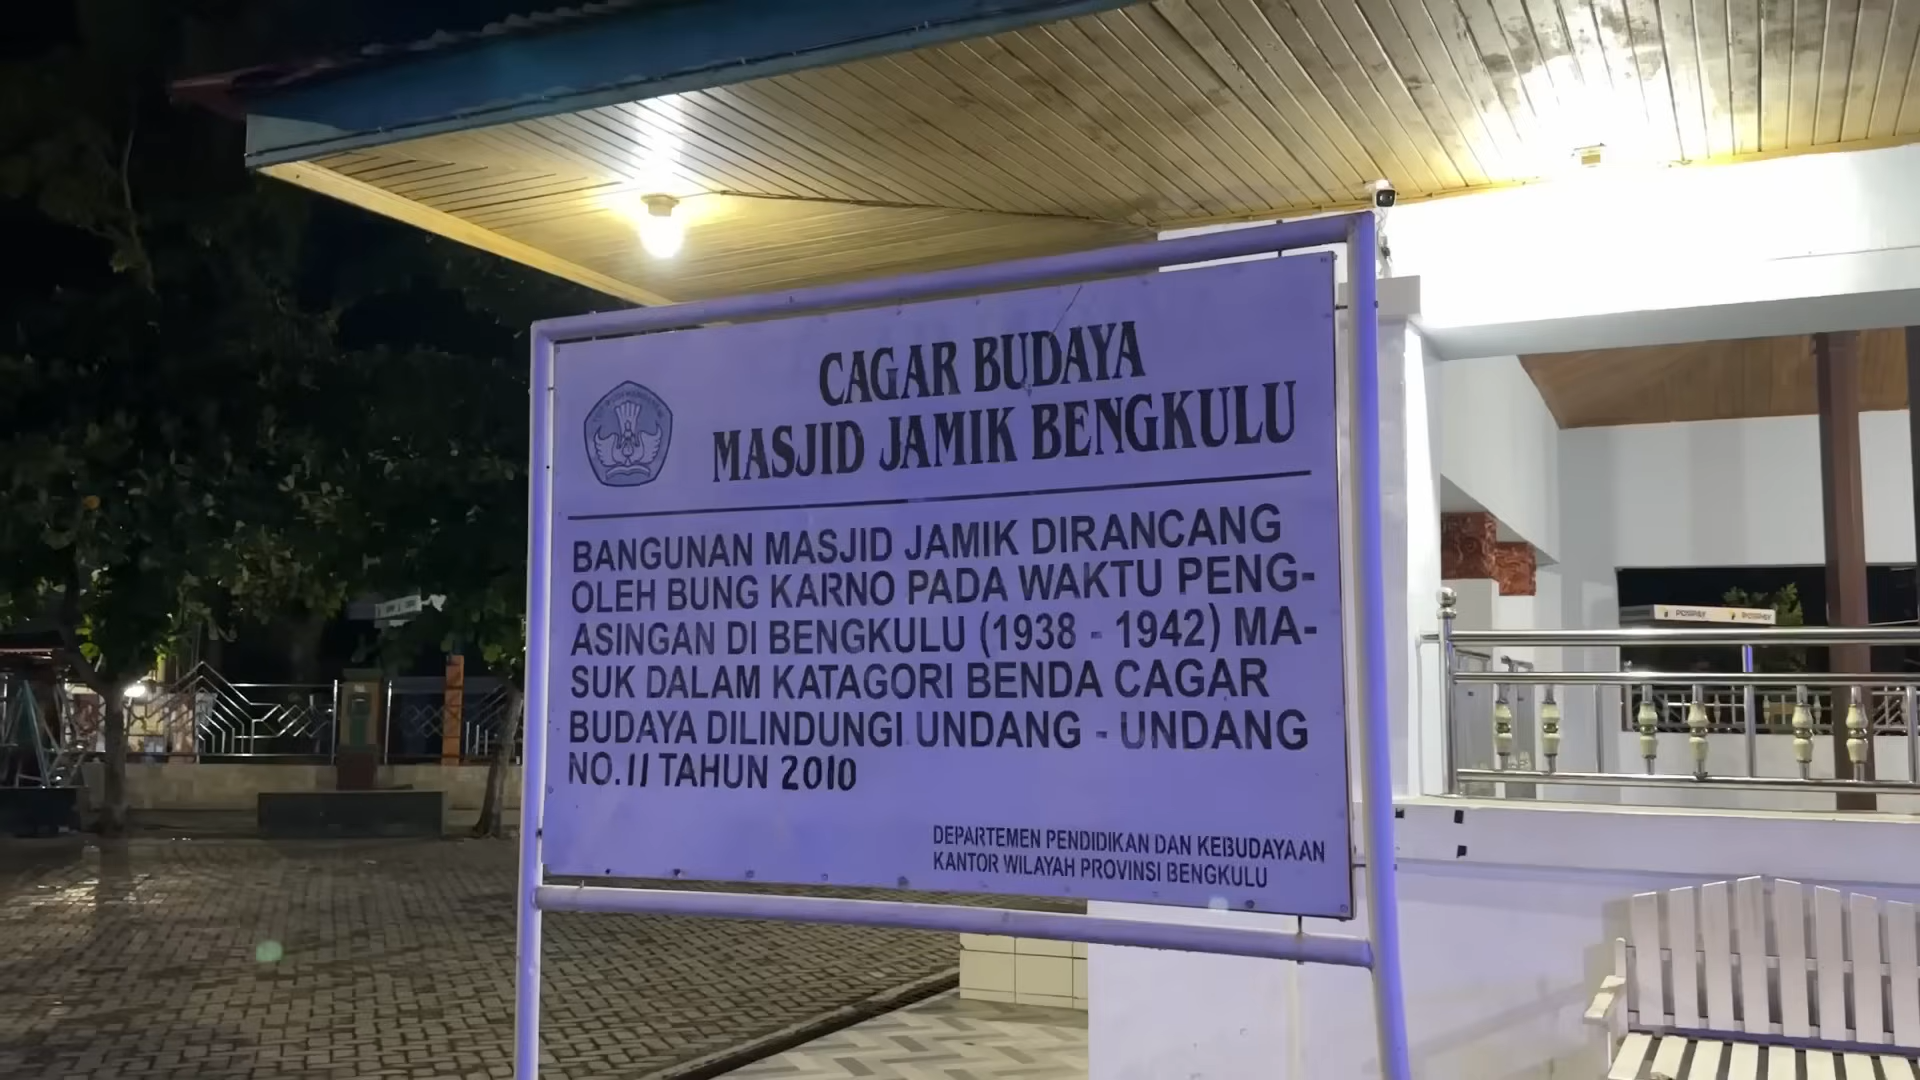 CAGAR BUDAYA
MASJID JAMIK BENGKULU
BANGUNAN MASJID JAMIK DIRANCANG
OLEH BUNG KARNO PADA WAKTU PENG-
ASINGAN DI BENGKULU (1938 - 1942) MA-
SUK DALAM KATAGORI BENDA CAGAR
BUDAYA DILINDUNGI UNDANG - UNDANG
NO.11 TAHUN 2010
DEPARTEMEN PENDIDIKAN DAN KEBUDAYAAN
KANTOR WILAYAH PROVINSI BENGKULU